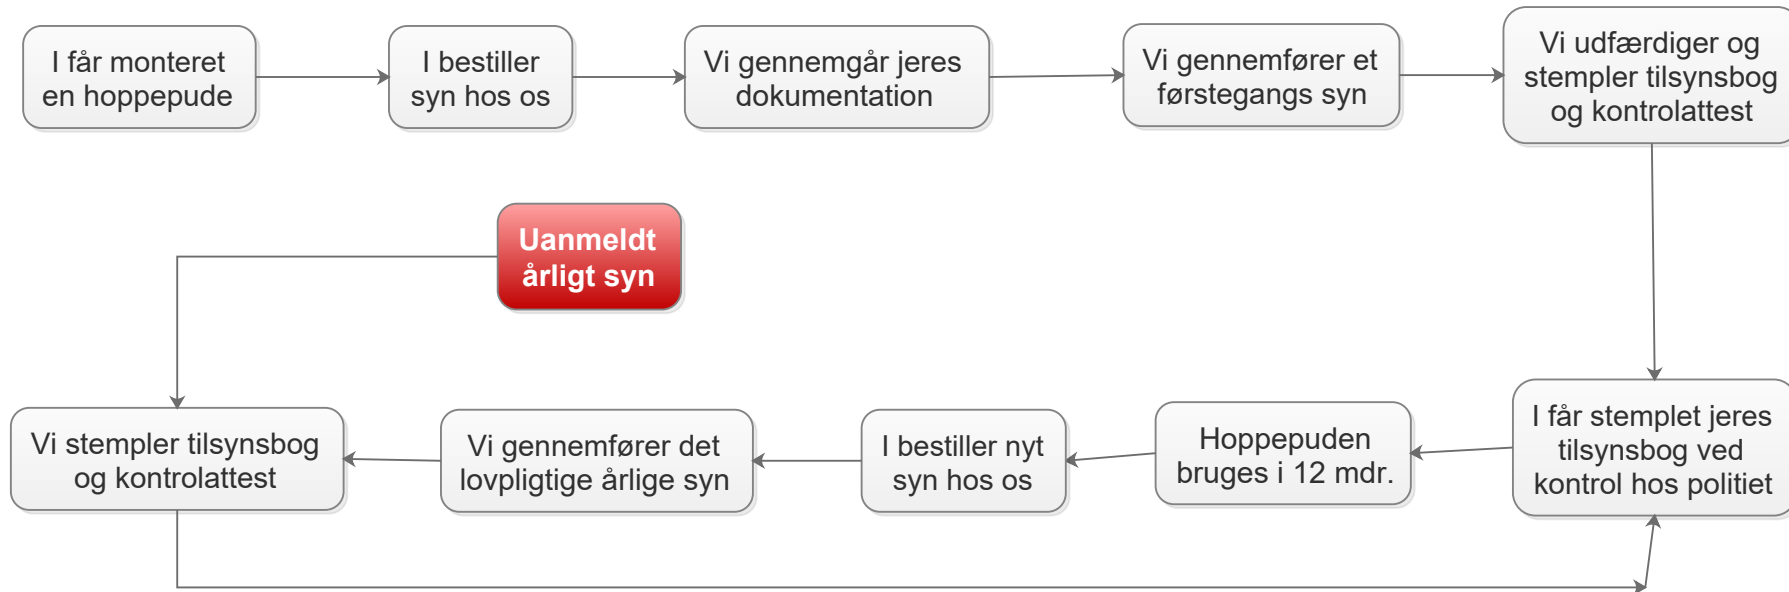 I får monteret
en hoppepude
I bestiller
syn hos os
Vi gennemgår jeres
dokumentation
Vi gennemfører et
førstegangs syn
Vi udfærdiger og
stempler tilsynsbog
og kontrolattest
Uanmeldt
årligt syn
Vi stempler tilsynsbog
og kontrolattest
Vi gennemfører det
lovpligtige årlige syn
I bestiller nyt
syn hos os
Hoppepuden
bruges i 12 mdr.
I får stemplet jeres
tilsynsbog ved
kontrol hos politiet